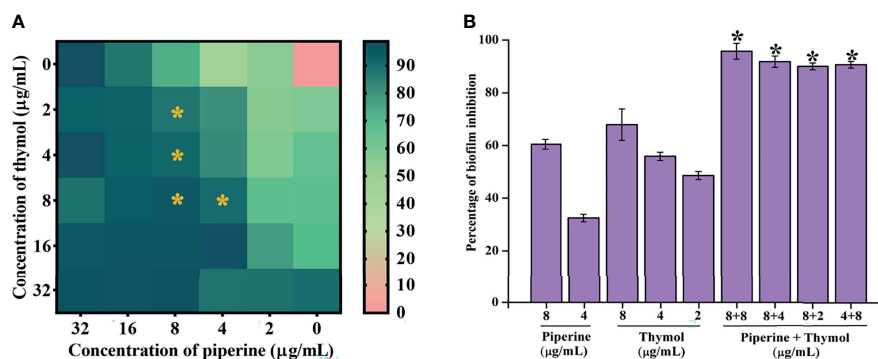 A
Concentration of thymol (µg/mL)
0
2
4
8
16
32
*
*
* *
32 16 8 4 2 0
Concentration of piperine (µg/mL)
90
80
70
60
50
40
30
20
10
0
B
Percentage of biofilm inhibition
100
80
60
40
20
0
* * * *
8 4 8 4 2 8+8 8+4 8+2 4+8
Piperine Thymol Piperine + Thymol
(µg/mL) (µg/mL) (µg/mL)